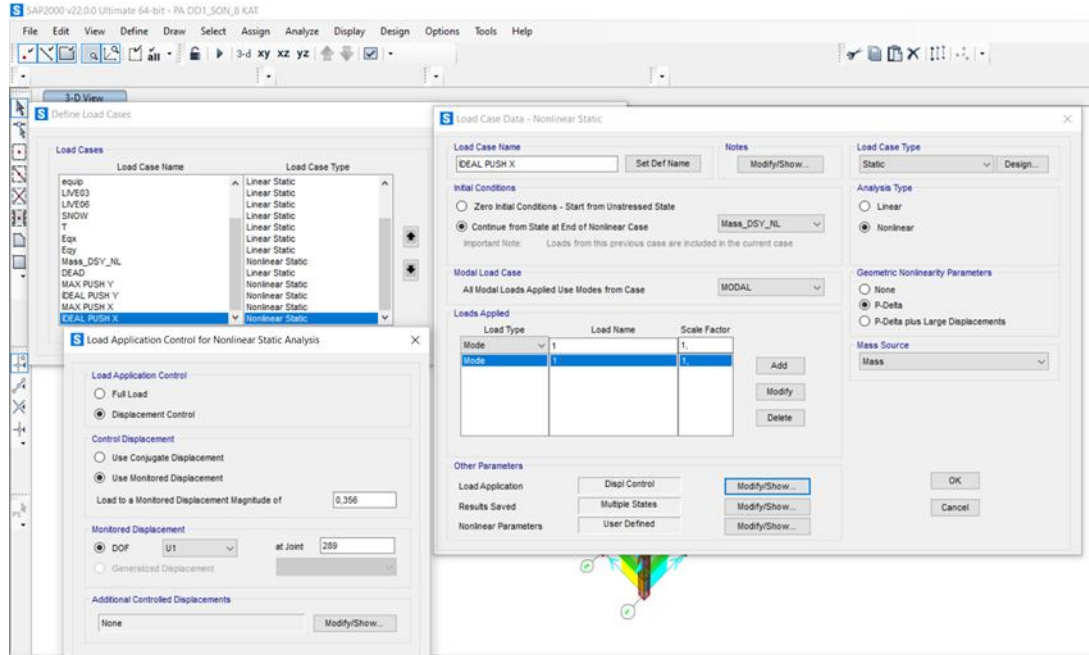 SAP2000 v22.0.0 Ultimate 64-bit - PA DD1_SON_8 KAT
File Edit View Define Draw Select Assign Analyze Display Design Options Tools Help
all 3-d xy xz yz
3-D View
Define Load Cases
Load Cases
Load Case Name Load Case Type
equip Linear Static
LIVE03 Linear Static
LIVE06 Linear Static
SNOW Linear Static
T Linear Static
Eqx Linear Static
Eqy Linear Static
Mass_DSY_NL Nonlinear Static
DEAD Linear Static
MAX PUSH Y Nonlinear Static
IDEAL PUSH Y Nonlinear Static
MAX PUSH X Nonlinear Static
IDEAL PUSH X Nonlinear Static
Load Application Control for Nonlinear Static Analysis
Load Application Control
Full Load
Displacement Control
Control Displacement
Use Conjugate Displacement
Use Monitored Displacement
Load to a Monitored Displacement Magnitude of 0,356
Monitored Displacement
DOF U1 at Joint 289
Generalized Displacement
Additional Controlled Displacements
None Modify/Show...
Load Case Data - Nonlinear Static
Load Case Name
IDEAL PUSH X Set Def Name
Notes
Modify/Show...
Load Case Type
Static Design...
Initial Conditions
Zero Initial Conditions - Start from Unstressed State
Continue from State at End of Nonlinear Case Mass_DSY_NL
Important Note: Loads from this previous case are included in the current case
Analysis Type
Linear
Nonlinear
Modal Load Case
All Modal Loads Applied Use Modes from Case MODAL
Geometric Nonlinearity Parameters
None
P-Delta
P-Delta plus Large Displacements
Loads Applied
Load Type Load Name Scale Factor
Mode 1 1,
Mode 1 1,
Add
Modify
Delete
Mass Source
Mass
Other Parameters
Load Application Displ Control Modify/Show...
Results Saved Multiple States Modify/Show...
Nonlinear Parameters User Defined Modify/Show...
OK
Cancel